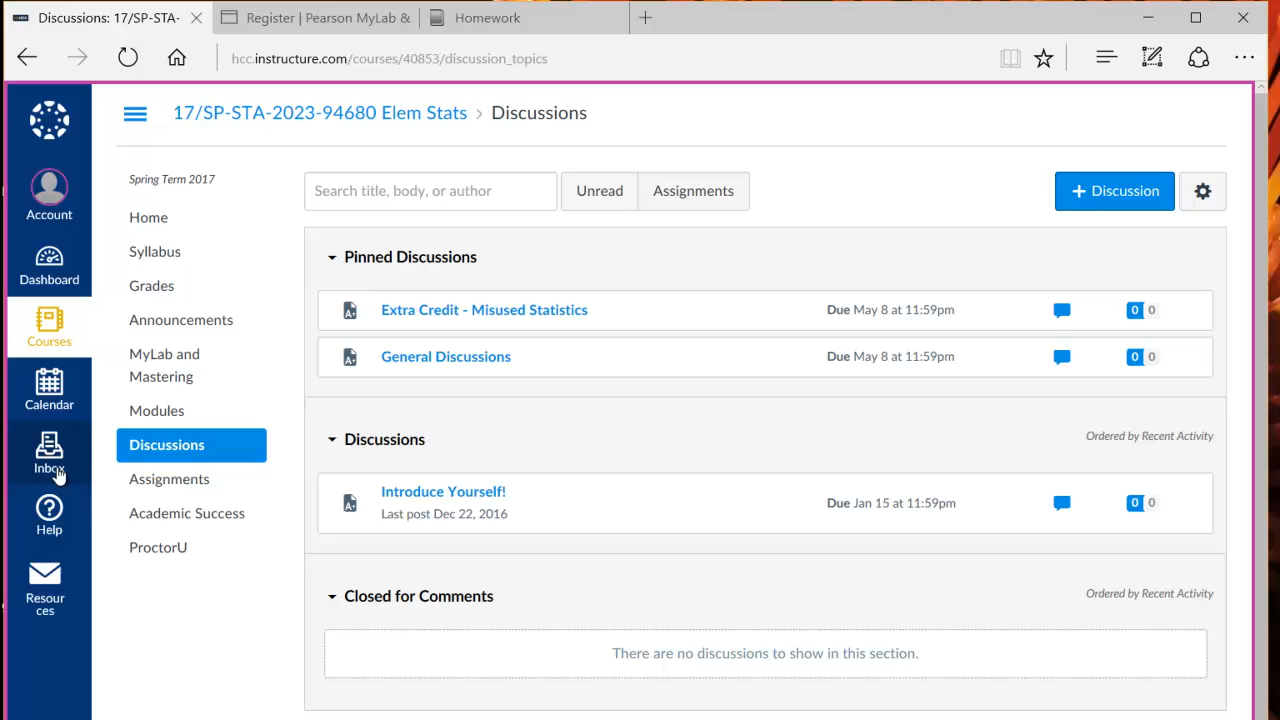 Discussions: 17/SP-STA-
Register | Pearson MyLab &
Homework
hcc.instructure.com/courses/40853/discussion_topics
17/SP-STA-2023-94680 Elem Stats > Discussions
Account
Dashboard
Courses
Calendar
Inbox
Help
Resour
ces
Spring Term 2017
Home
Syllabus
Grades
Announcements
MyLab and
Mastering
Modules
Discussions
Assignments
Academic Success
ProctorU
Search title, body, or author
Unread
Assignments
+ Discussion
Pinned Discussions
Extra Credit - Misused Statistics Due May 8 at 11:59pm 0 0
General Discussions Due May 8 at 11:59pm 0 0
Discussions Ordered by Recent Activity
Introduce Yourself! Due Jan 15 at 11:59pm 0 0
Last post Dec 22, 2016
Closed for Comments Ordered by Recent Activity
There are no discussions to show in this section.